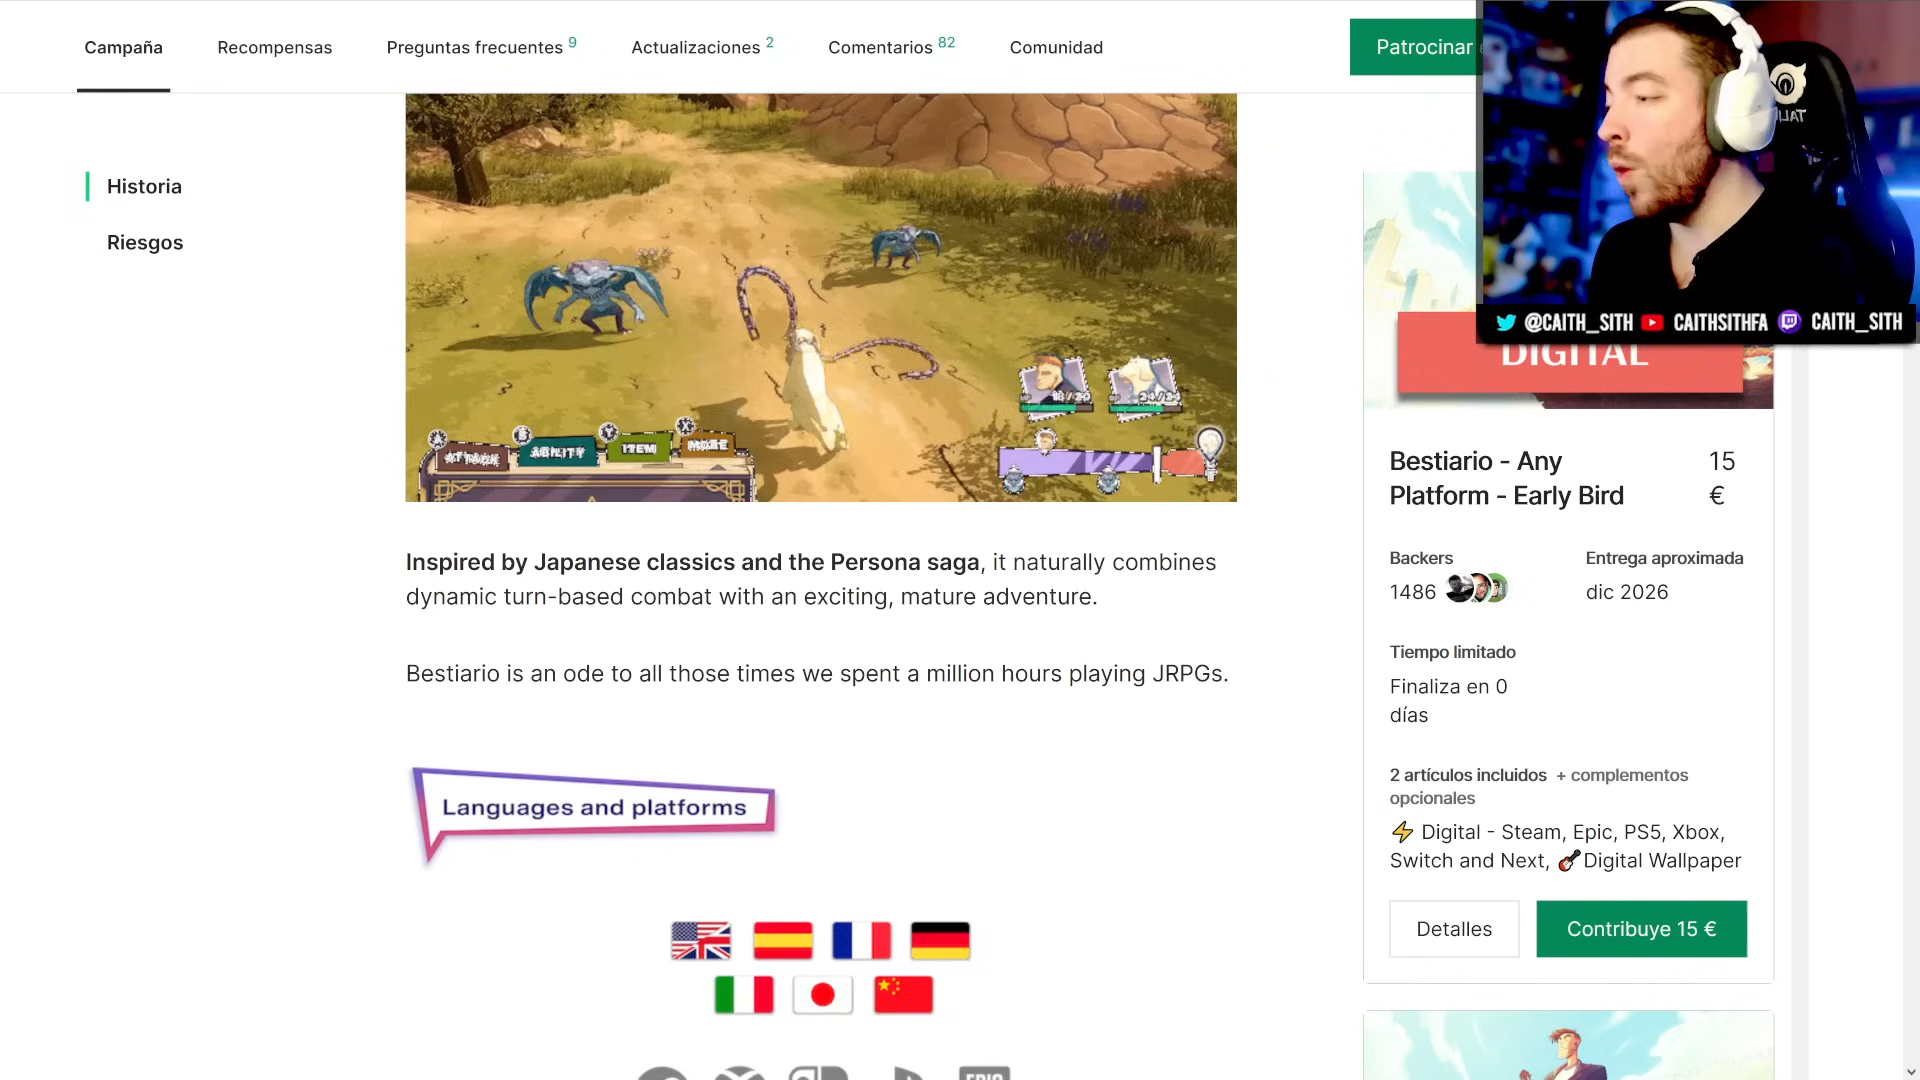 Campaña
Recompensas
Preguntas frecuentes 9
Actualizaciones 2
Comentarios 82
Comunidad
Patrocinar
Historia
Riesgos
ATTACK
ABILITY
ITEM
MORE
24/24
@CAITH_SITH CAITHSITHFA CAITH_SITH
DIGITAL
Inspired by Japanese classics and the Persona saga, it naturally combines
dynamic turn-based combat with an exciting, mature adventure.
Bestiario is an ode to all those times we spent a million hours playing JRPGs.
Languages and platforms
Bestiario - Any
Platform - Early Bird
15
€
Backers
1486
Entrega aproximada
dic 2026
Tiempo limitado
Finaliza en 0
días
2 artículos incluidos + complementos
opcionales
⚡ Digital - Steam, Epic, PS5, Xbox,
Switch and Next, 🎸Digital Wallpaper
Detalles
Contribuye 15 €
EPIC